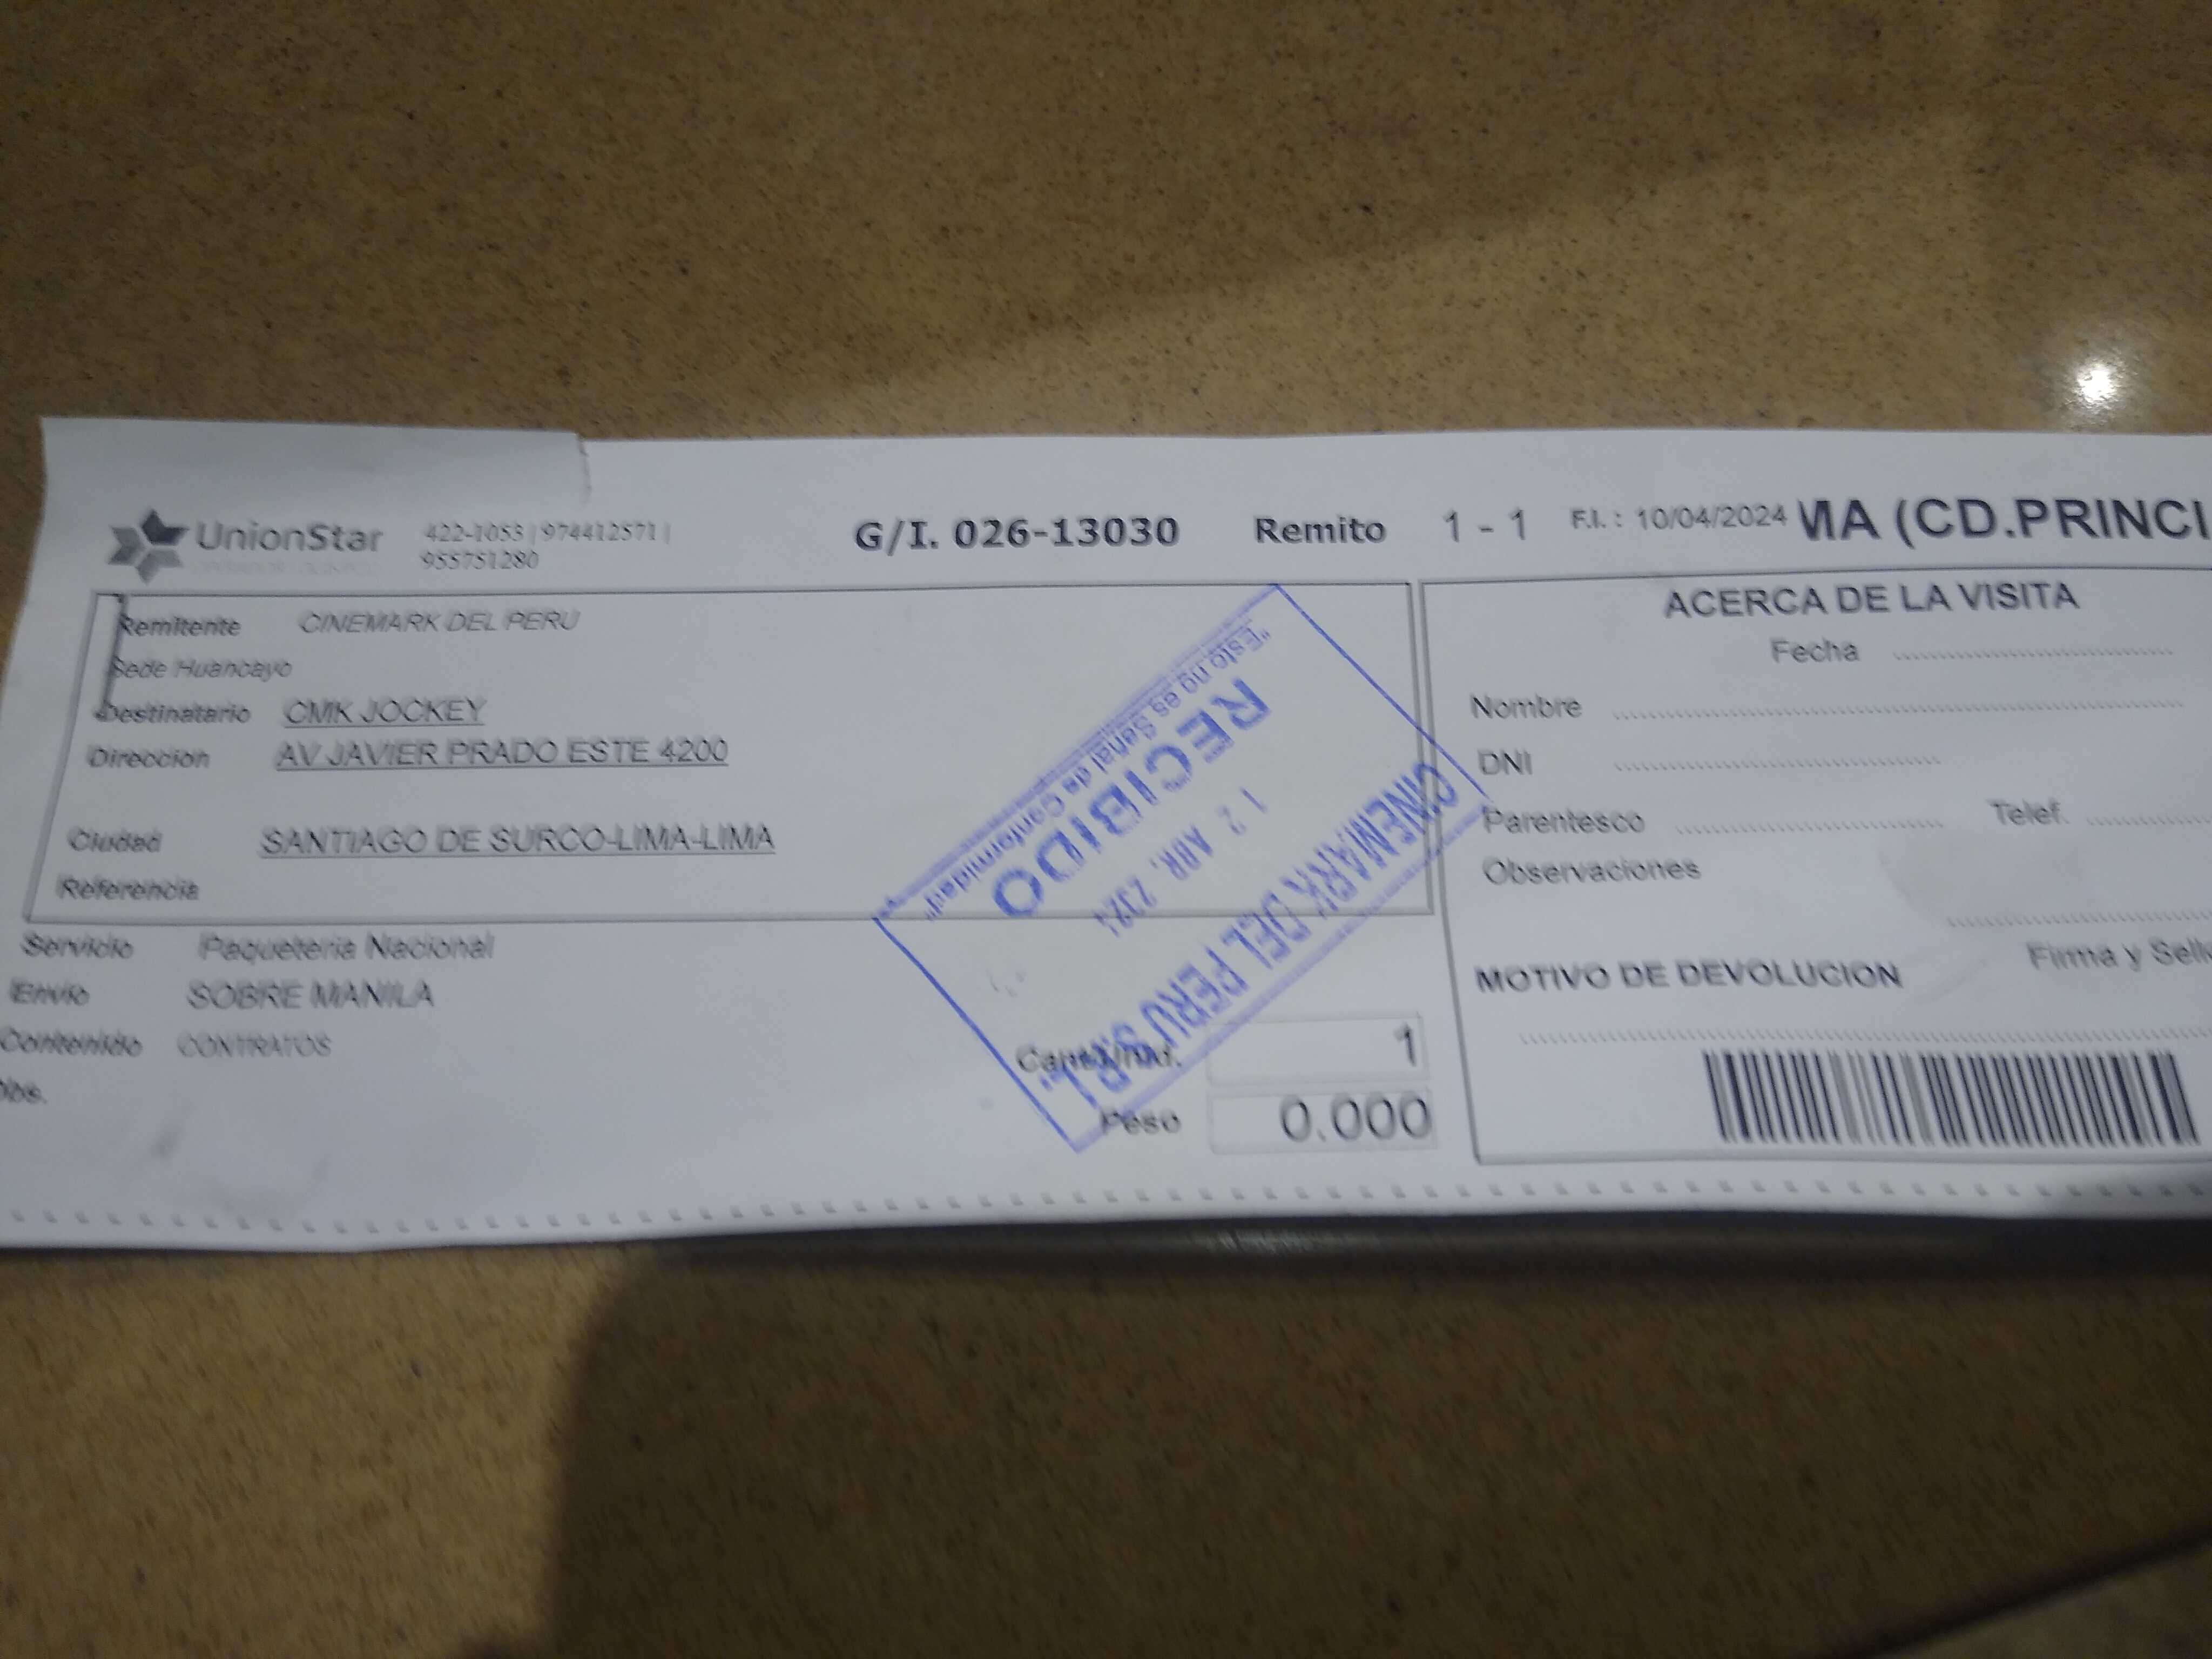 UnionStar
422-1053 | 974412571 |
955751280
G/I. 026-13030 Remito 1 - 1 F.I. : 10/04/2024 MA (CD.PRINCI
Remitente CINEMARK DEL PERU
Sede Huancayo
Destinatario CMK JOCKEY
Direccion AV JAVIER PRADO ESTE 4200
Ciudad SANTIAGO DE SURCO-LIMA-LIMA
Referencia
Servicio Paqueteria Nacional
Envio SOBRE MANILA
Contenido CONTRATOS
Obs.
Peso 0.000
1
CINEMARK DEL PERU S.R.L.
12 ABR. 2024
RECIBIDO
"Esto no es Señal de Conformidad"
ACERCA DE LA VISITA
Fecha
Nombre
DNI
Parentesco Telef.
Observaciones
Firma y Sello
MOTIVO DE DEVOLUCION